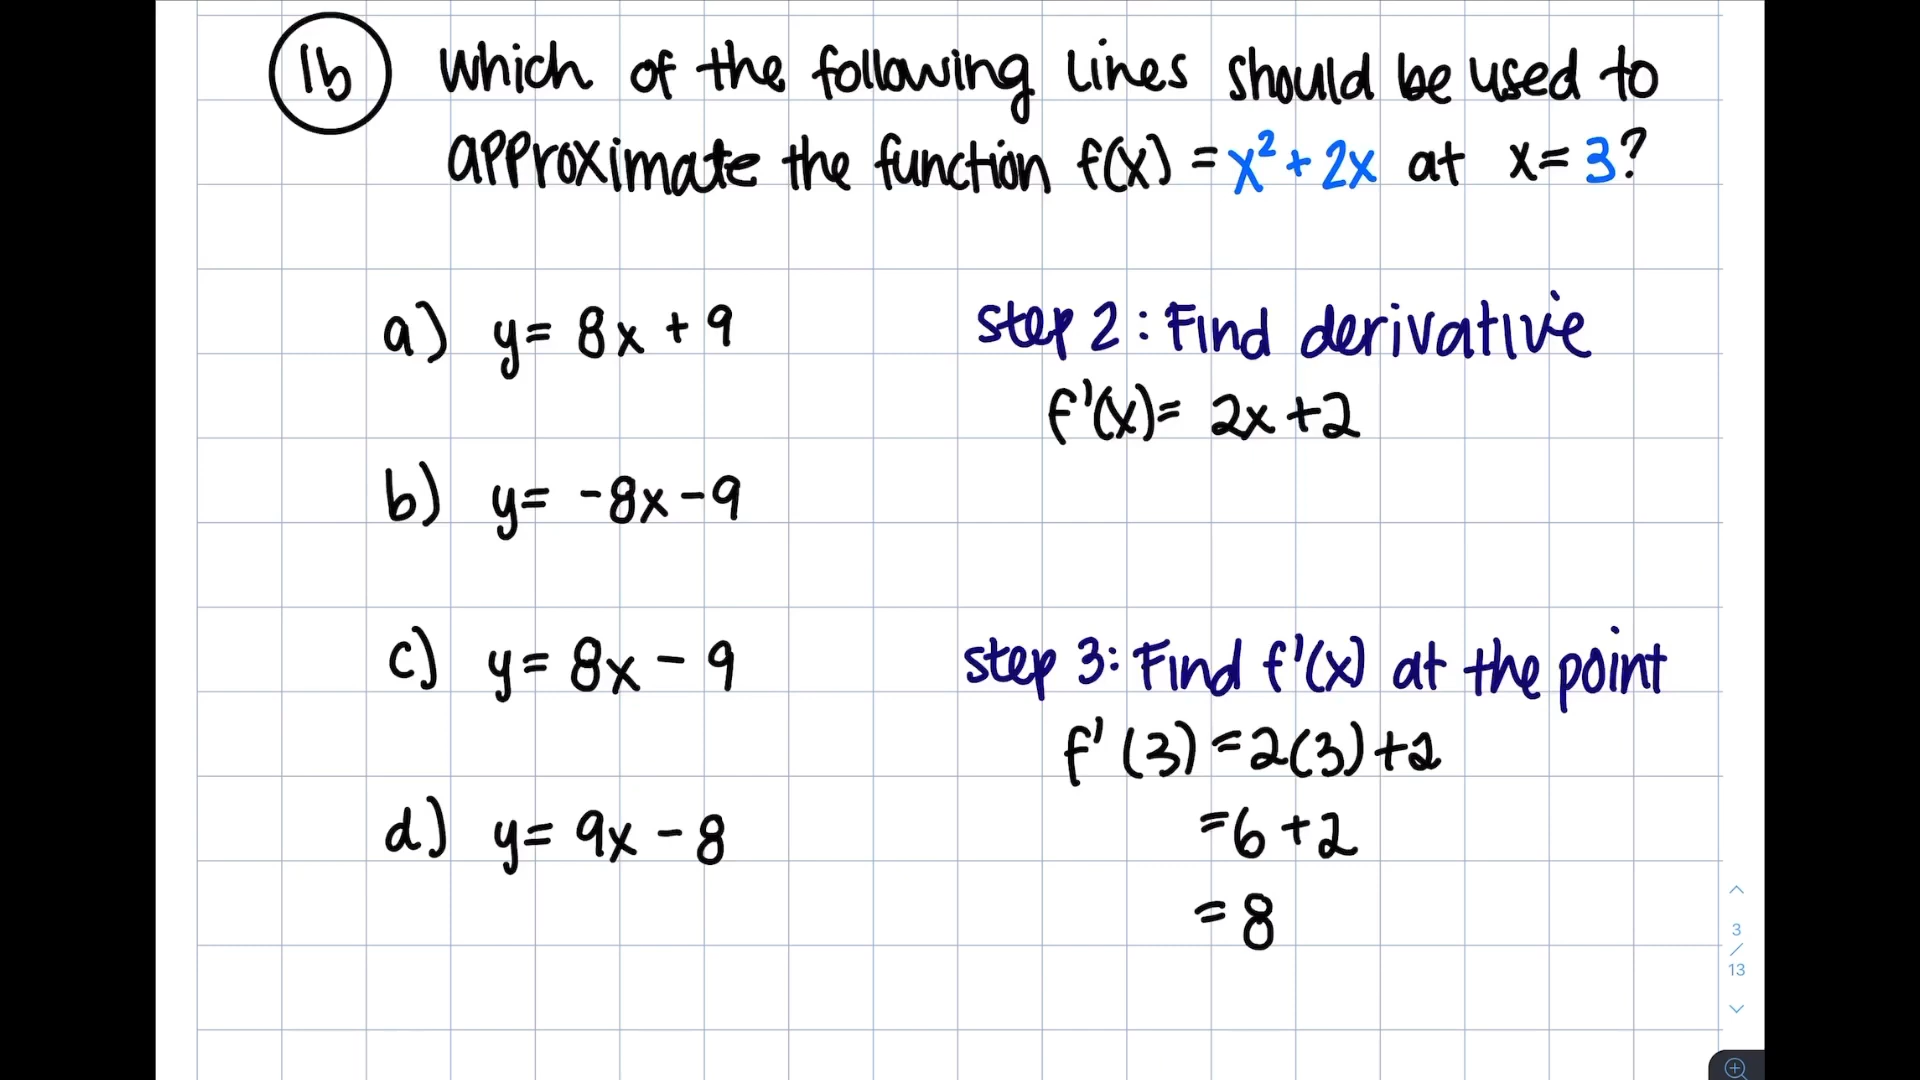 1b Which of the following lines should be used to
approximate the function f(x) = x² + 2x at x = 3?
a) y = 8x + 9
step 2: Find derivative
f'(x) = 2x + 2
b) y = -8x - 9
c) y = 8x - 9
step 3: Find f'(x) at the point
f'(3) = 2(3) + 2
d) y = 9x - 8
= 6 + 2
= 8
3
/
13